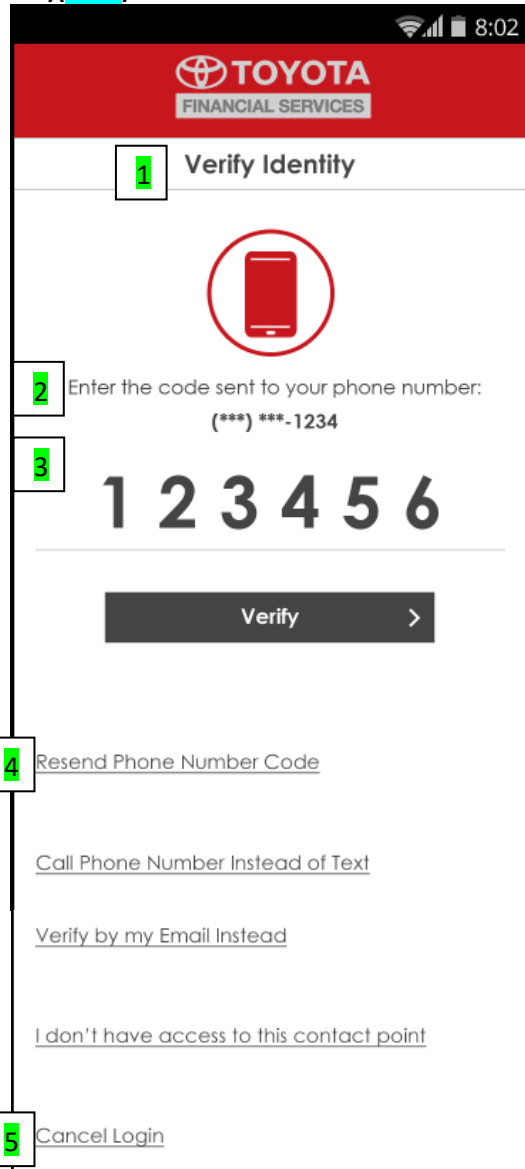 8:02
TOYOTA
FINANCIAL SERVICES
1 Verify Identity
2 Enter the code sent to your phone number:
(***) ***-1234
3
1 2 3 4 5 6
Verify >
4 Resend Phone Number Code
Call Phone Number Instead of Text
Verify by my Email Instead
I don't have access to this contact point
5 Cancel Login